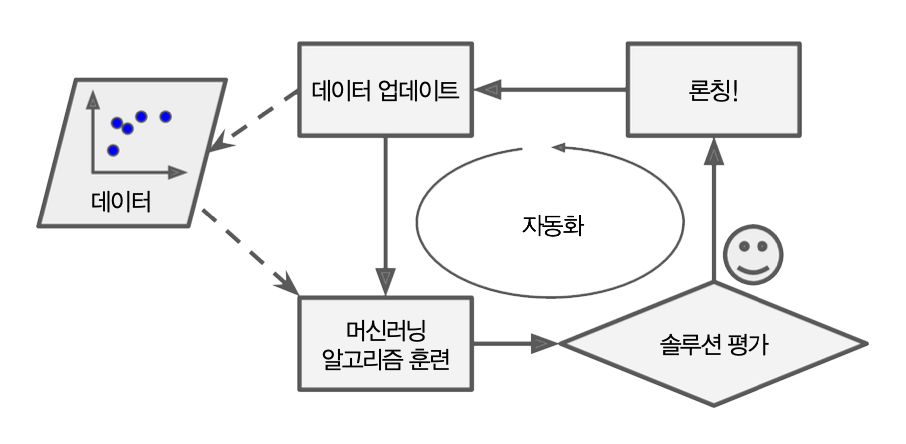 데이터 업데이트
론칭!
데이터
자동화
머신러닝
알고리즘 훈련
솔루션 평가